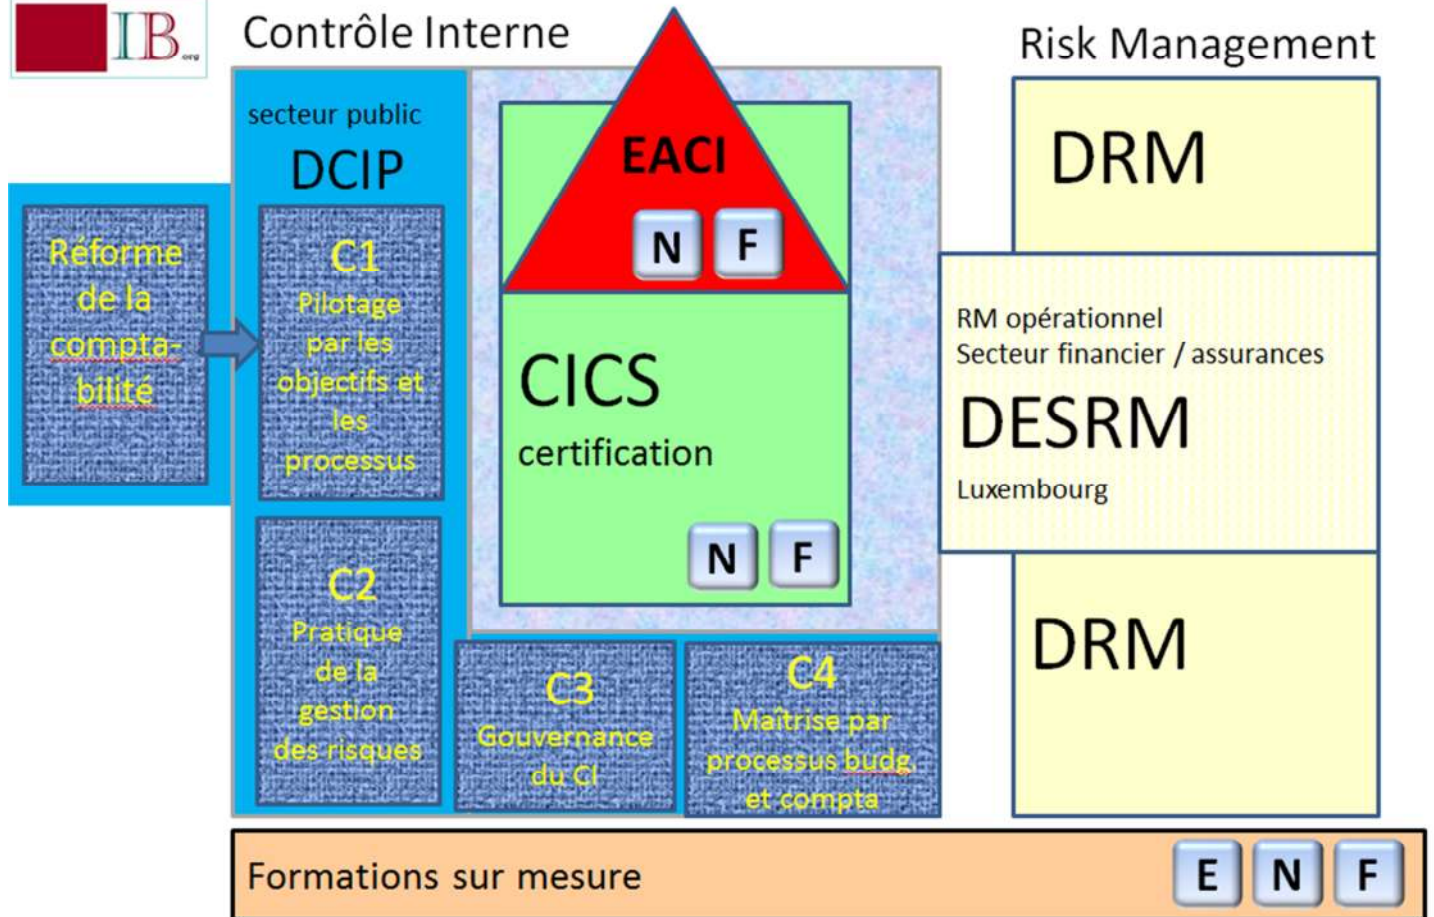 IB.org
Contrôle Interne
Risk Management
secteur public
DCIP
Réforme
de la
compta-
bilité
C1
Pilotage
par les
objectifs et
les
processus
C2
Pratique
de la
gestion
des risques
C3
Gouvernance
du CI
C4
Maîtrise par
processus budg.
et compta
EACI
N F
CICS
certification
N F
DRM
RM opérationnel
Secteur financier / assurances
DESRM
Luxembourg
DRM
Formations sur mesure
E N F